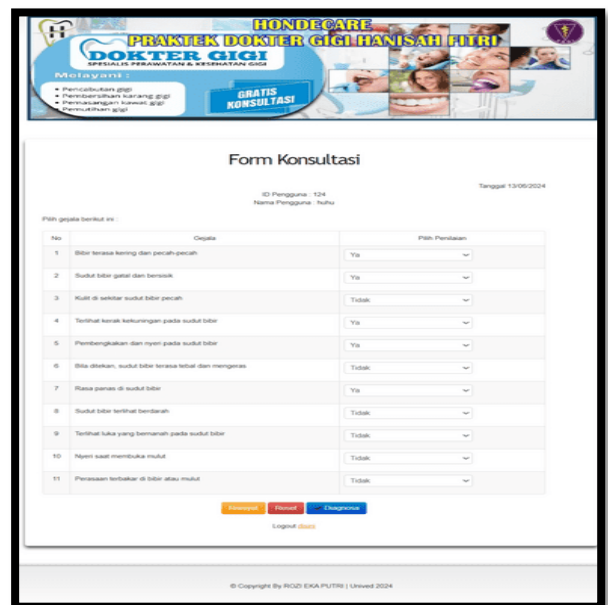 HONDECARE
PRAKTEK DOKTER GIGI HANISAH FITRI
DOKTER GIGI
SPESIALIS PERAWATAN & KESEHATAN GIGI
Melayani :
• Pencabutan gigi
• Pembersihan karang gigi
• Pemasangan kawat gigi
• Pemutihan gigi
GRATIS
KONSULTASI
Form Konsultasi
Tanggal 13/06/2024
ID Pengguna : 124
Nama Pengguna : huhu
Pilih gejala berikut ini :
No Gejala Pilih Penilaian
1 Bibir terasa kering dan pecah-pecah Ya
2 Sudut bibir gatal dan bersisik Ya
3 Kulit di sekitar sudut bibir pecah Tidak
4 Terlihat kerak kekuningan pada sudut bibir Ya
5 Pembengkakan dan nyeri pada sudut bibir Ya
6 Bila ditekan, sudut bibir terasa tebal dan mengeras Tidak
7 Rasa panas di sudut bibir Ya
8 Sudut bibir terlihat berdarah Tidak
9 Terlihat luka yang bernanah pada sudut bibir Tidak
10 Nyeri saat membuka mulut Tidak
11 Perasaan terbakar di bibir atau mulut Tidak
Riwayat Reset Diagnosa
Logout disini
© Copyright By ROZI EKA PUTRI | Unived 2024